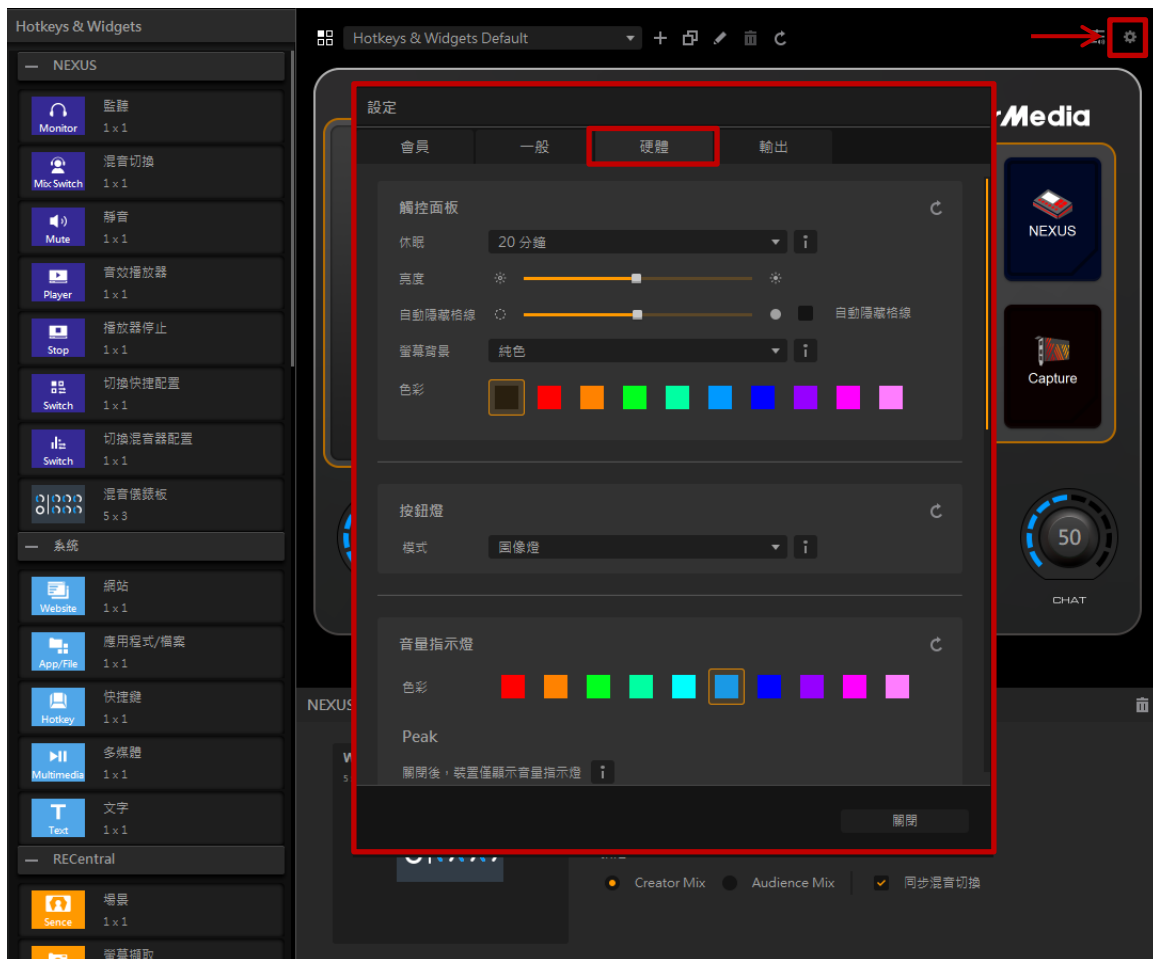 Hotkeys & Widgets
Hotkeys & Widgets Default
NEXUS
監聽
Monitor
1 x 1
混音切換
Mix Switch
1 x 1
靜音
Mute
1 x 1
音效播放器
Player
1 x 1
播放器停止
Stop
1 x 1
切換快捷配置
Switch
1 x 1
切換混音器配置
Switch
1 x 1
混音儀錶板
5 x 3
系統
網站
Website
1 x 1
應用程式/檔案
App/File
1 x 1
快捷鍵
Hotkey
1 x 1
多媒體
Multimedia
1 x 1
文字
Text
1 x 1
RECentral
場景
Sence
1 x 1
螢幕擷取
設定
會員
一般
硬體
輸出
觸控面板
休眠
20 分鐘
亮度
自動隱藏格線
自動隱藏格線
螢幕背景
純色
色彩
按鈕燈
模式
圖像燈
音量指示燈
色彩
Peak
關閉後，裝置僅顯示音量指示燈
關閉
rMedia
NEXUS
Capture
50
CHAT
NEXUS
Creator Mix
Audience Mix
同步混音切換